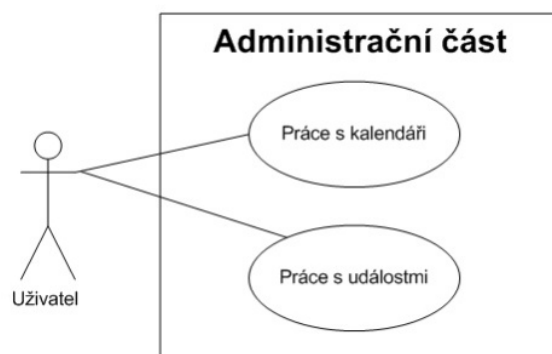 Administrační část
Práce s kalendáři
Uživatel
Práce s událostmi